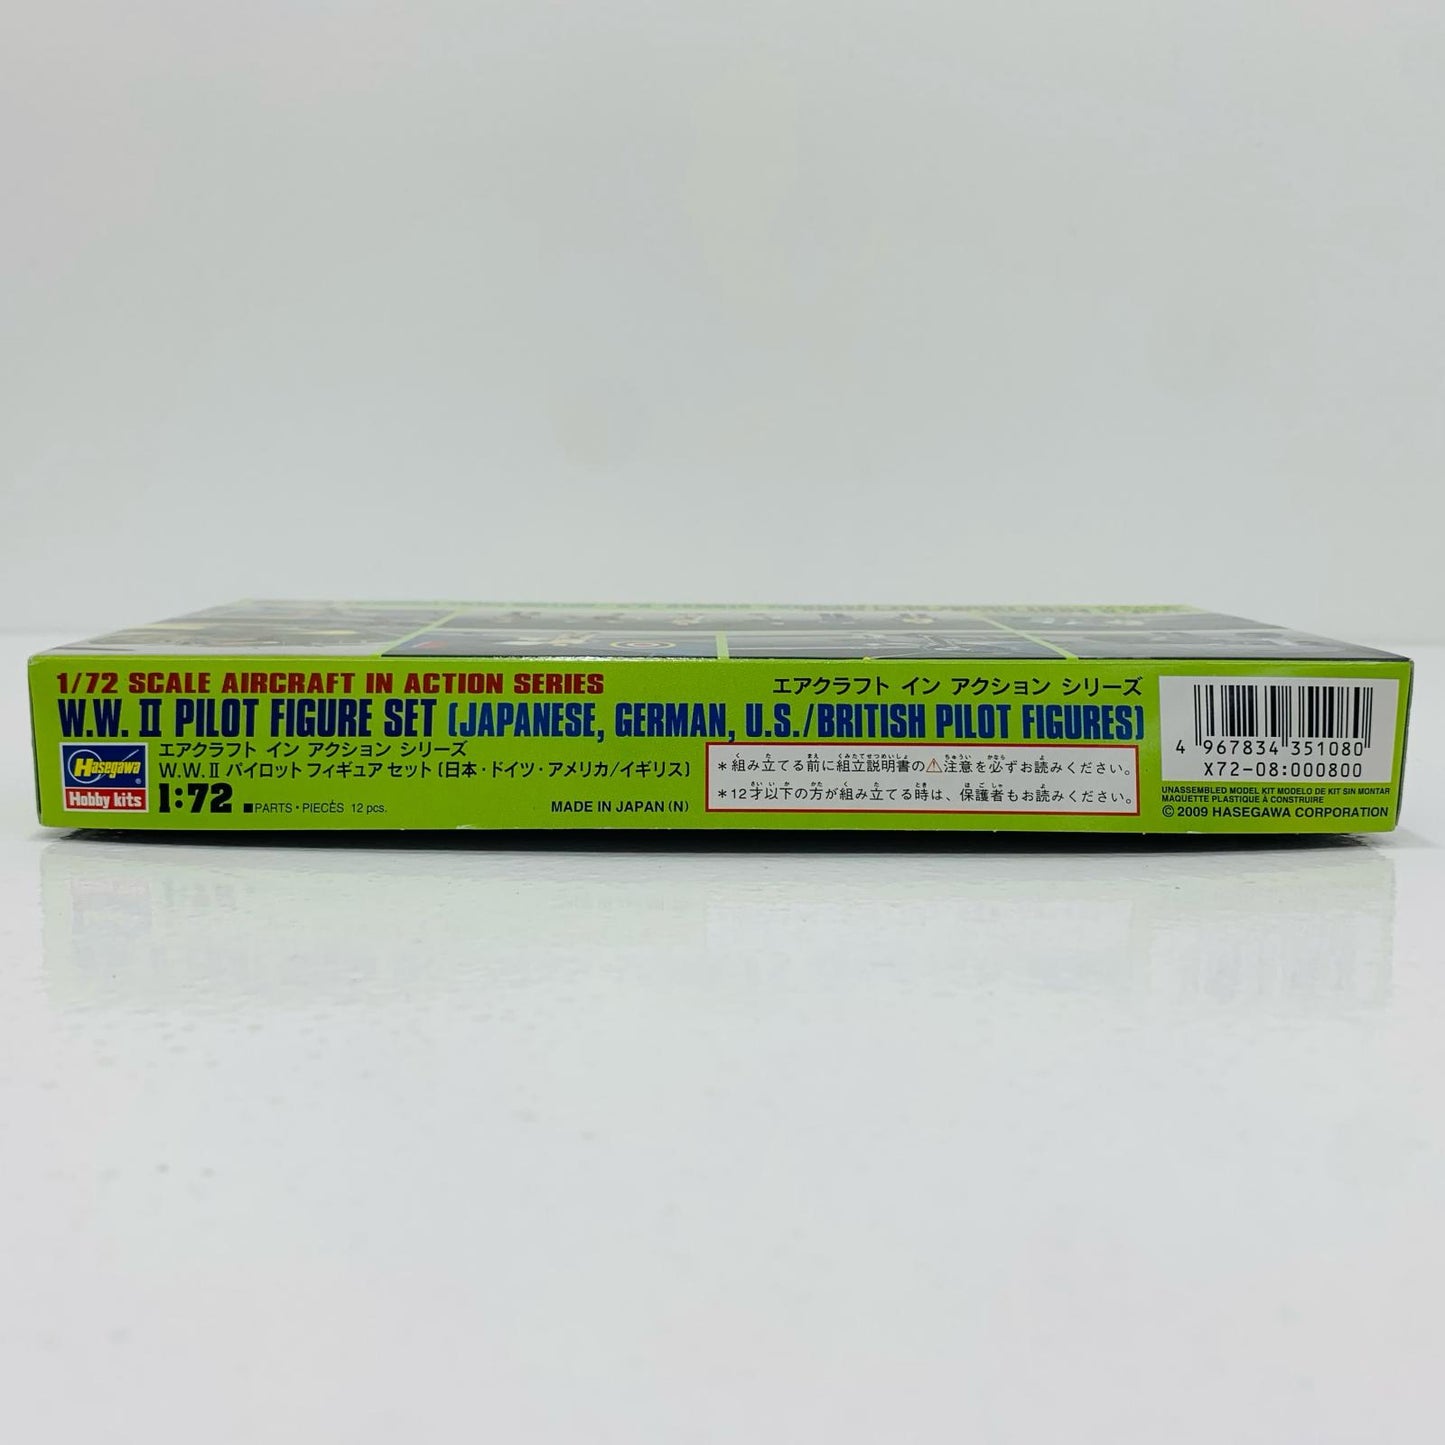 1/72 SCALE AIRCRAFT IN ACTION SERIES
エアクラフト イン アクション シリーズ
W.W.Ⅱ PILOT FIGURE SET (JAPANESE, GERMAN, U.S./BRITISH PILOT FIGURES)
Hasegawa®
Hobby kits
エアクラフト イン アクション シリーズ
W.W.Ⅱ パイロット フィギュア セット (日本・ドイツ・アメリカ/イギリス)
1:72 ■PARTS・PIECÉS 12 pcs.
MADE IN JAPAN (N)
*組み立てる前に組立説明書の⚠注意を必ずお読みください。
*12才以下の方が組み立てる時は、保護者もお読みください。
4 967834 351080
X72-08:000800
UNASSEMBLED MODEL KIT MODELO DE KIT SIN MONTAR
MAQUETTE PLASTIQUE À CONSTRUIRE
© 2009 HASEGAWA CORPORATION